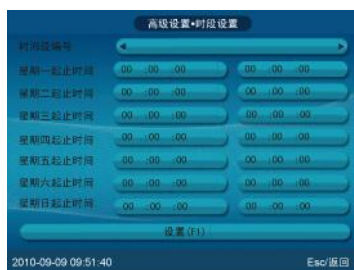 高级设置•时段设置
时间段编号
星期一起止时间 00 :00 :00 00 :00 :00
星期二起止时间 00 :00 :00 00 :00 :00
星期三起止时间 00 :00 :00 00 :00 :00
星期四起止时间 00 :00 :00 00 :00 :00
星期五起止时间 00 :00 :00 00 :00 :00
星期六起止时间 00 :00 :00 00 :00 :00
星期日起止时间 00 :00 :00 00 :00 :00
设置(F1)
2010-09-09 09:51:40 Esc/返回